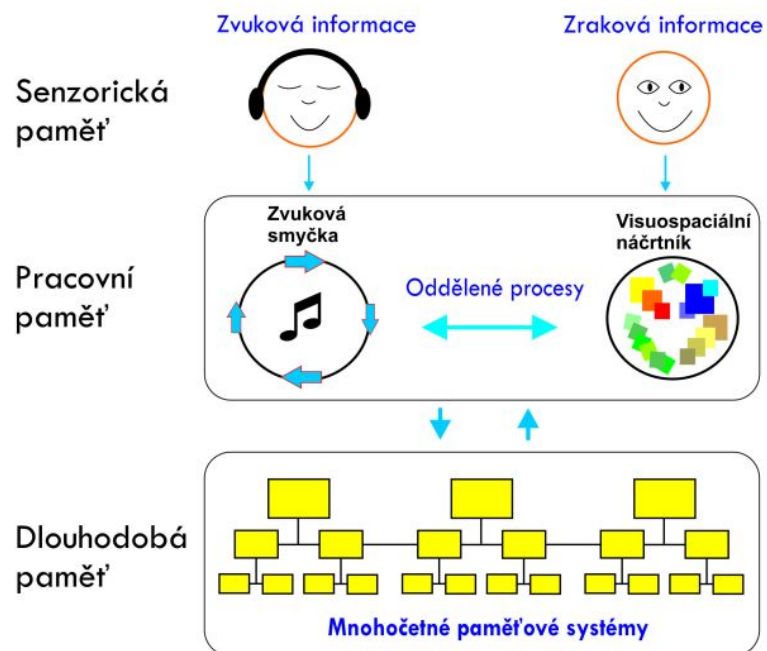 Zvuková informace
Zraková informace
Senzorická
paměť
Zvuková
smyčka
Visuospaciální
náčrtník
Pracovní
paměť
Oddělené procesy
Dlouhodobá
paměť
Mnohočetné paměťové systémy